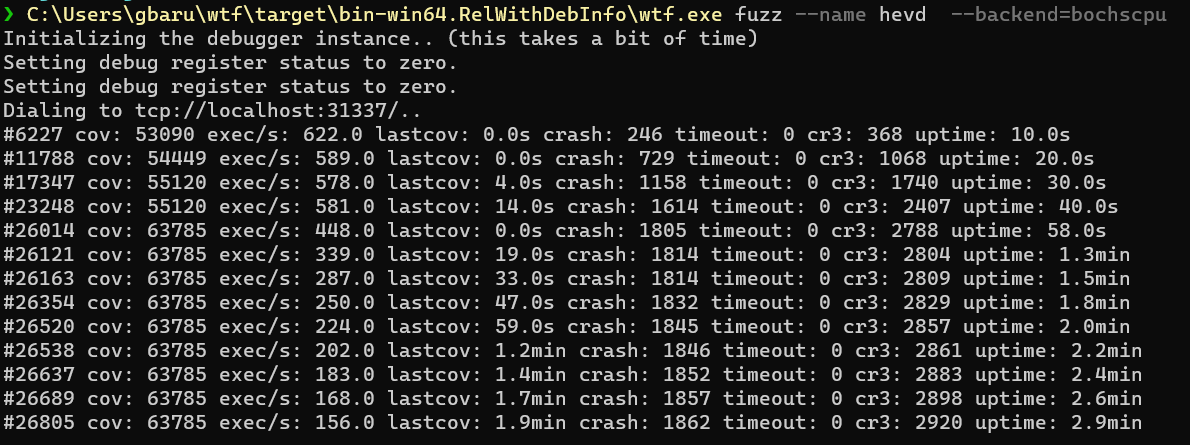 ❯ C:\Users\gbaru\wtf\target\bin-win64.RelWithDebInfo\wtf.exe fuzz --name hevd  --backend=bochscpu
Initializing the debugger instance.. (this takes a bit of time)
Setting debug register status to zero.
Setting debug register status to zero.
Dialing to tcp://localhost:31337/..
#6227 cov: 53090 exec/s: 622.0 lastcov: 0.0s crash: 246 timeout: 0 cr3: 368 uptime: 10.0s
#11788 cov: 54449 exec/s: 589.0 lastcov: 0.0s crash: 729 timeout: 0 cr3: 1068 uptime: 20.0s
#17347 cov: 55120 exec/s: 578.0 lastcov: 4.0s crash: 1158 timeout: 0 cr3: 1740 uptime: 30.0s
#23248 cov: 55120 exec/s: 581.0 lastcov: 14.0s crash: 1614 timeout: 0 cr3: 2407 uptime: 40.0s
#26014 cov: 63785 exec/s: 448.0 lastcov: 0.0s crash: 1805 timeout: 0 cr3: 2788 uptime: 58.0s
#26121 cov: 63785 exec/s: 339.0 lastcov: 19.0s crash: 1814 timeout: 0 cr3: 2804 uptime: 1.3min
#26163 cov: 63785 exec/s: 287.0 lastcov: 33.0s crash: 1814 timeout: 0 cr3: 2809 uptime: 1.5min
#26354 cov: 63785 exec/s: 250.0 lastcov: 47.0s crash: 1832 timeout: 0 cr3: 2829 uptime: 1.8min
#26520 cov: 63785 exec/s: 224.0 lastcov: 59.0s crash: 1845 timeout: 0 cr3: 2857 uptime: 2.0min
#26538 cov: 63785 exec/s: 202.0 lastcov: 1.2min crash: 1846 timeout: 0 cr3: 2861 uptime: 2.2min
#26637 cov: 63785 exec/s: 183.0 lastcov: 1.4min crash: 1852 timeout: 0 cr3: 2883 uptime: 2.4min
#26689 cov: 63785 exec/s: 168.0 lastcov: 1.7min crash: 1857 timeout: 0 cr3: 2898 uptime: 2.6min
#26805 cov: 63785 exec/s: 156.0 lastcov: 1.9min crash: 1862 timeout: 0 cr3: 2920 uptime: 2.9min